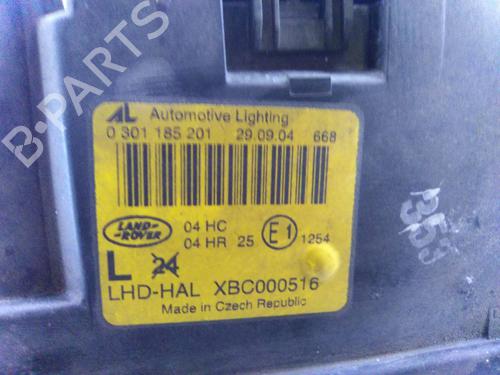 B-PARTS
AL Automotive Lighting
0 301 185 201 29.09.04 668
LAND-ROVER
04 HC
04 HR 25 E1 1254
L 24
LHD-HAL XBC000516
Made in Czech Republic
353